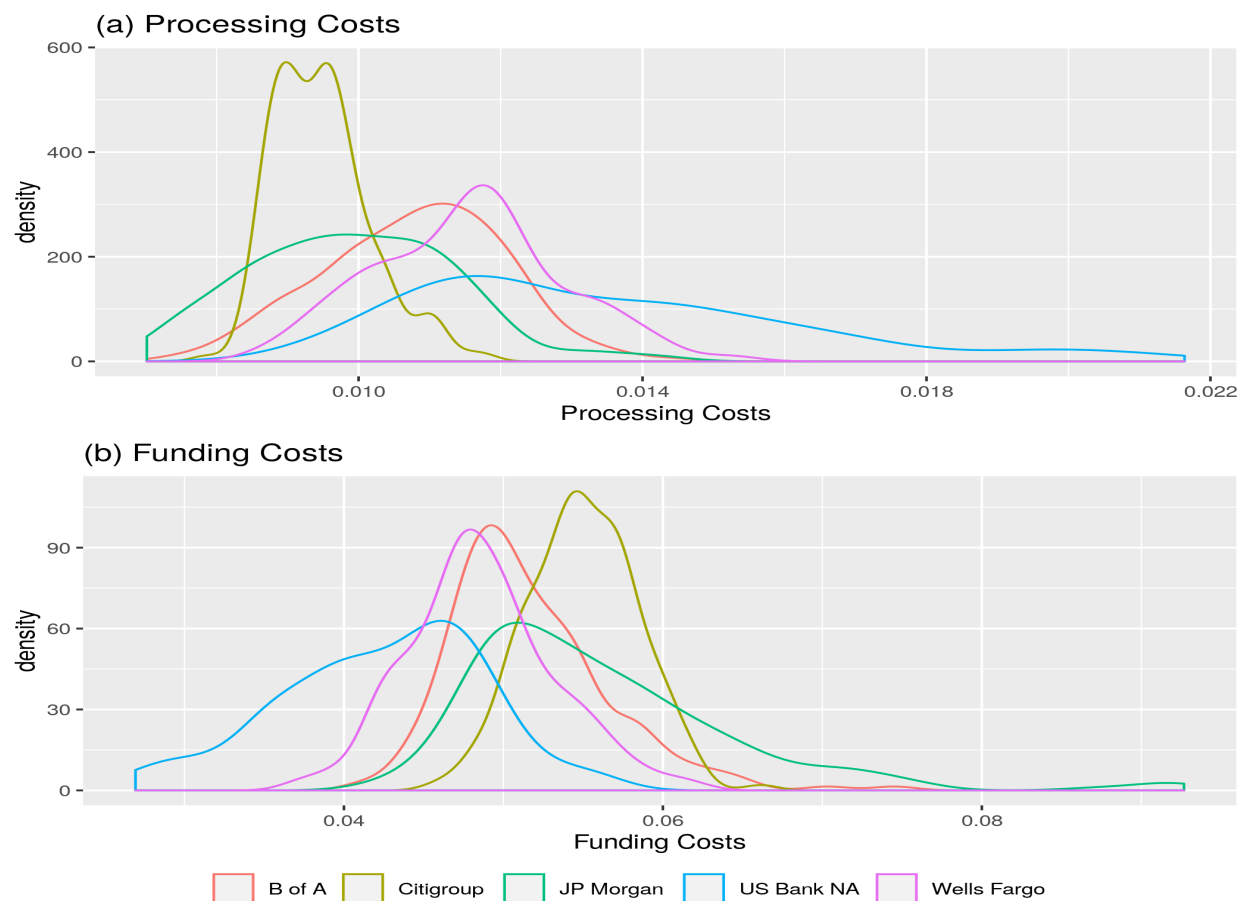 (a) Processing Costs
600
400
200
0
density
0.010 0.014 0.018 0.022
Processing Costs
(b) Funding Costs
90
60
30
0
density
0.04 0.06 0.08
Funding Costs
B of A Citigroup JP Morgan US Bank NA Wells Fargo